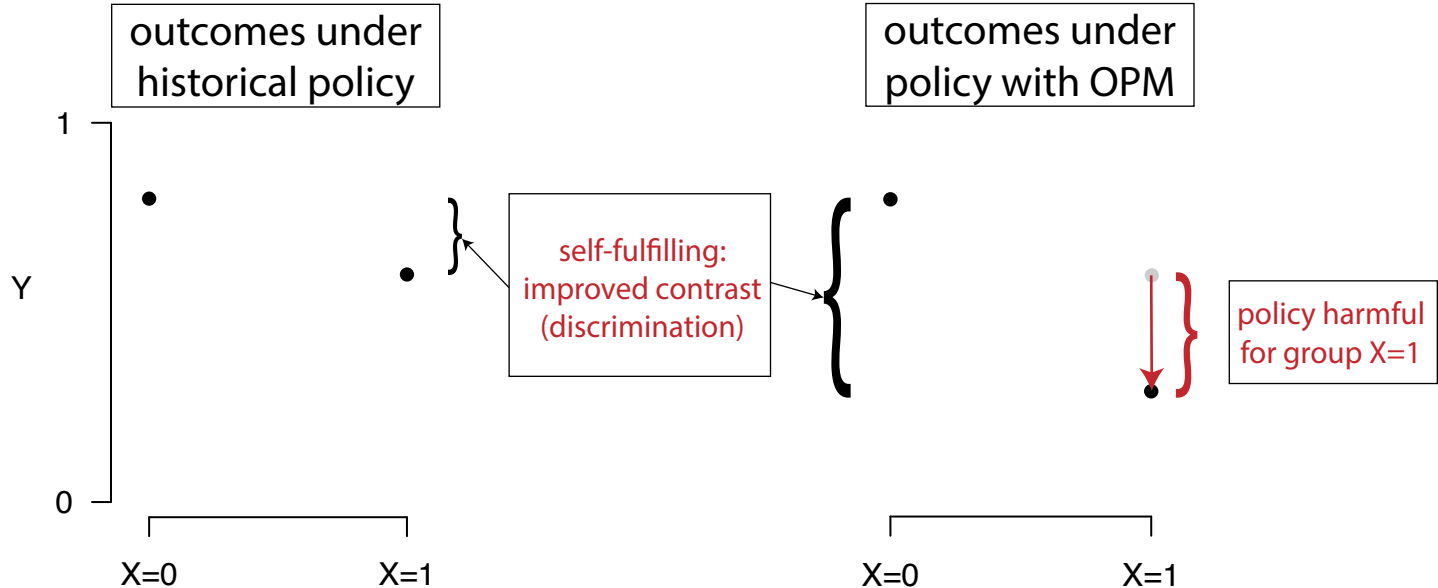 outcomes under
historical policy
outcomes under
policy with OPM
1
Y
0
self-fulfilling:
improved contrast
(discrimination)
policy harmful
for group X=1
X=0
X=1
X=0
X=1